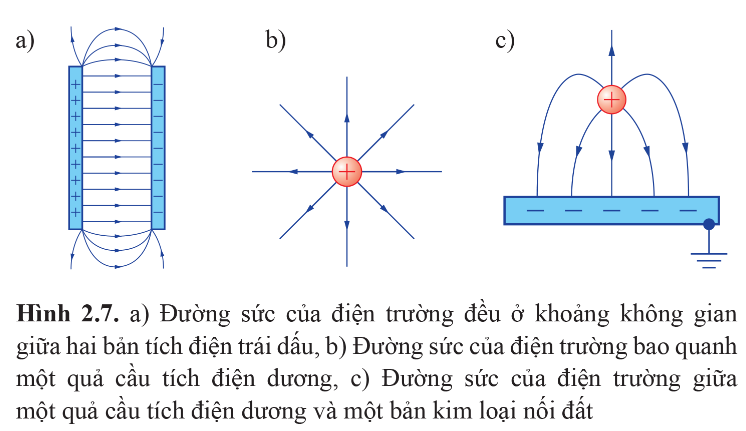 a) b) c)
Hình 2.7. a) Đường sức của điện trường đều ở khoảng không gian
giữa hai bản tích điện trái dấu, b) Đường sức của điện trường bao quanh
một quả cầu tích điện dương, c) Đường sức của điện trường giữa
một quả cầu tích điện dương và một bản kim loại nối đất